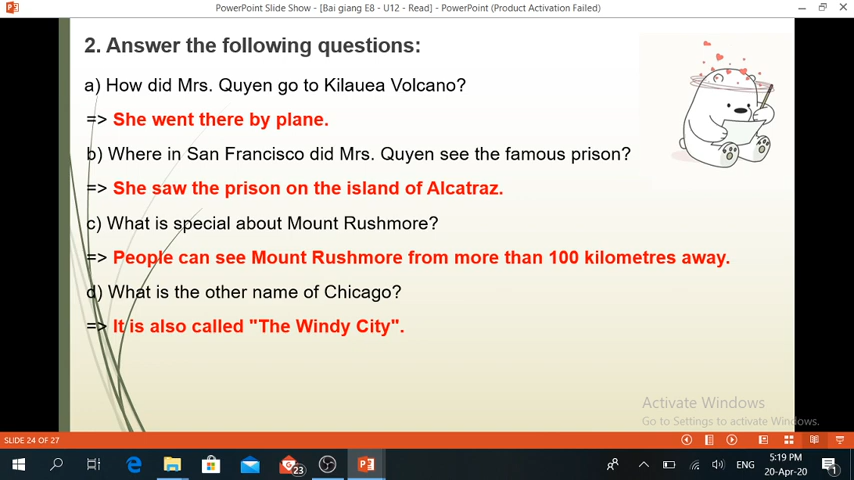 PowerPoint Slide Show - [Bai giang E8 - U12 - Read] - PowerPoint (Product Activation Failed)
2. Answer the following questions:
a) How did Mrs. Quyen go to Kilauea Volcano?
=> She went there by plane.
b) Where in San Francisco did Mrs. Quyen see the famous prison?
=> She saw the prison on the island of Alcatraz.
c) What is special about Mount Rushmore?
=> People can see Mount Rushmore from more than 100 kilometres away.
d) What is the other name of Chicago?
=> It is also called "The Windy City".
Activate Windows
Go to Settings to activate Windows.
SLIDE 24 OF 27
23
ENG
5:19 PM
20-Apr-20
1